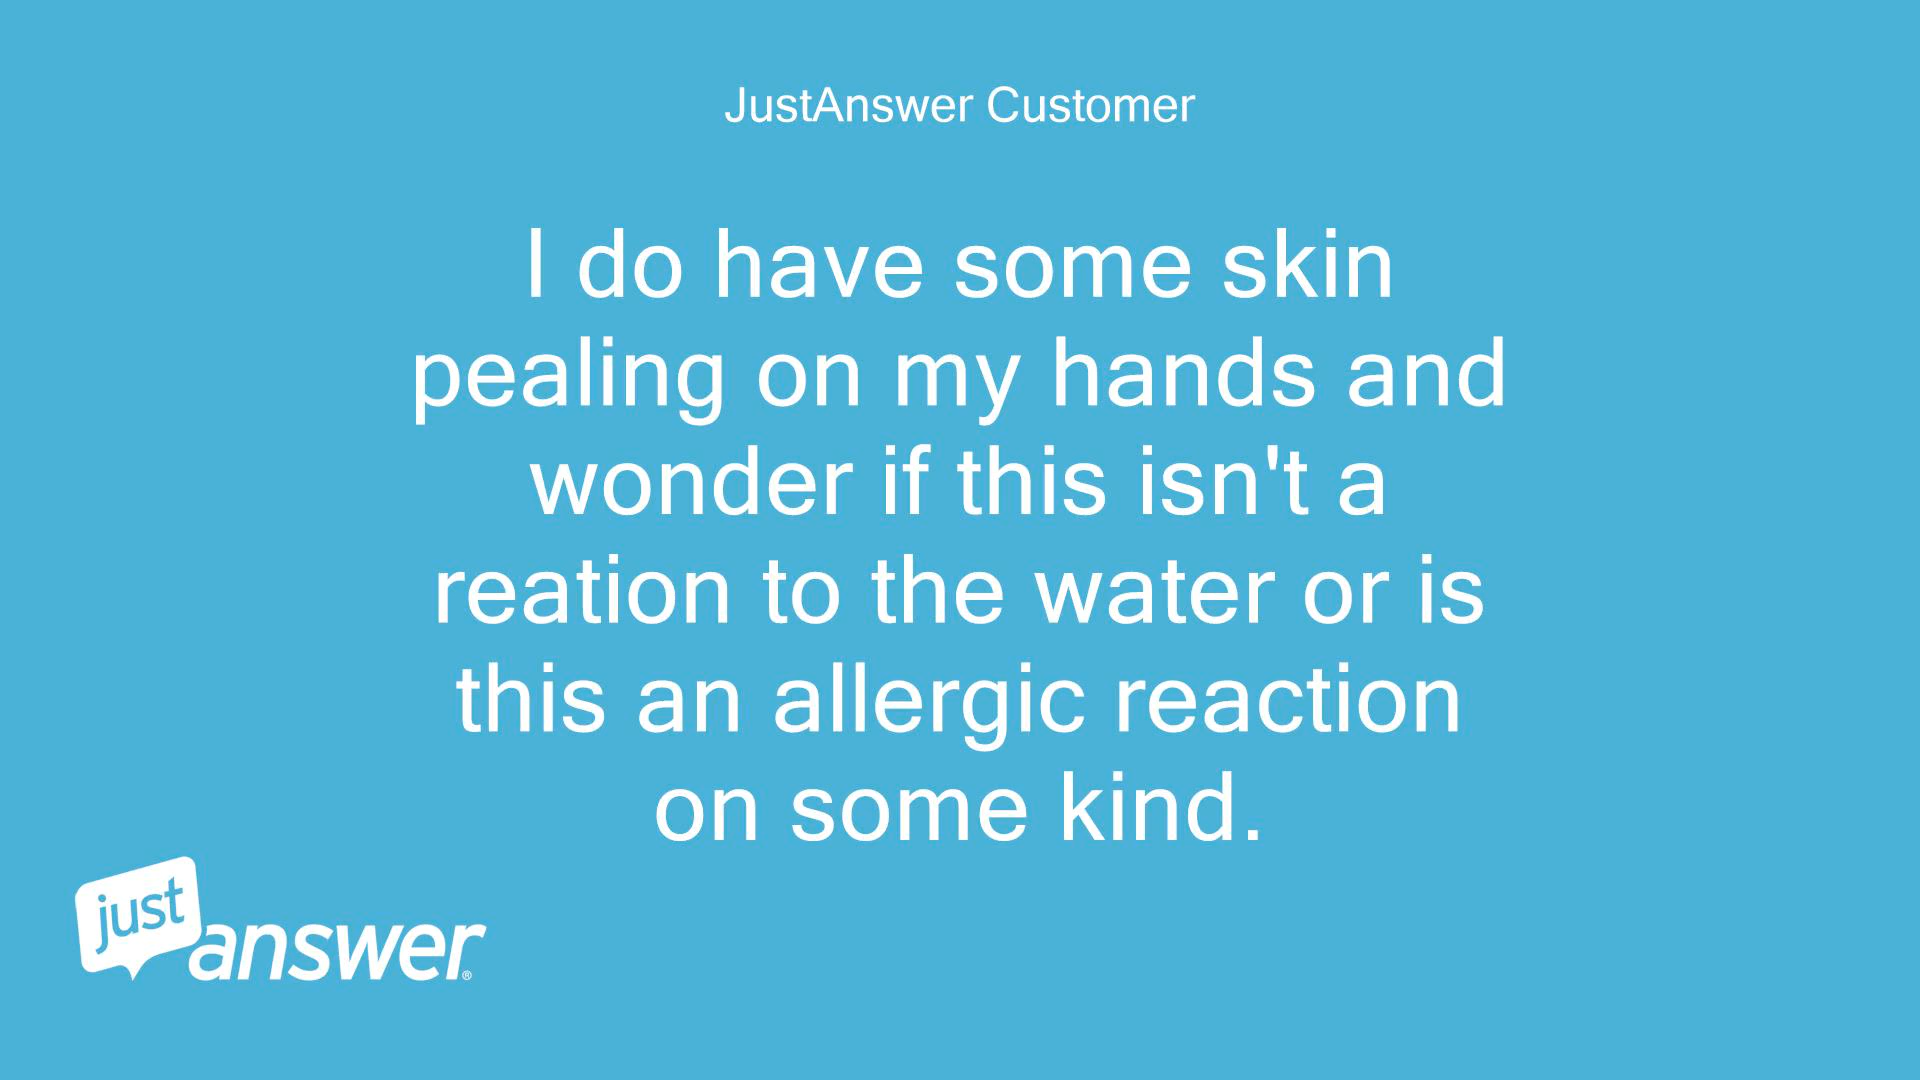 JustAnswer Customer
I do have some skin
pealing on my hands and
wonder if this isn't a
reation to the water or is
this an allergic reaction
on some kind.
just
answer®